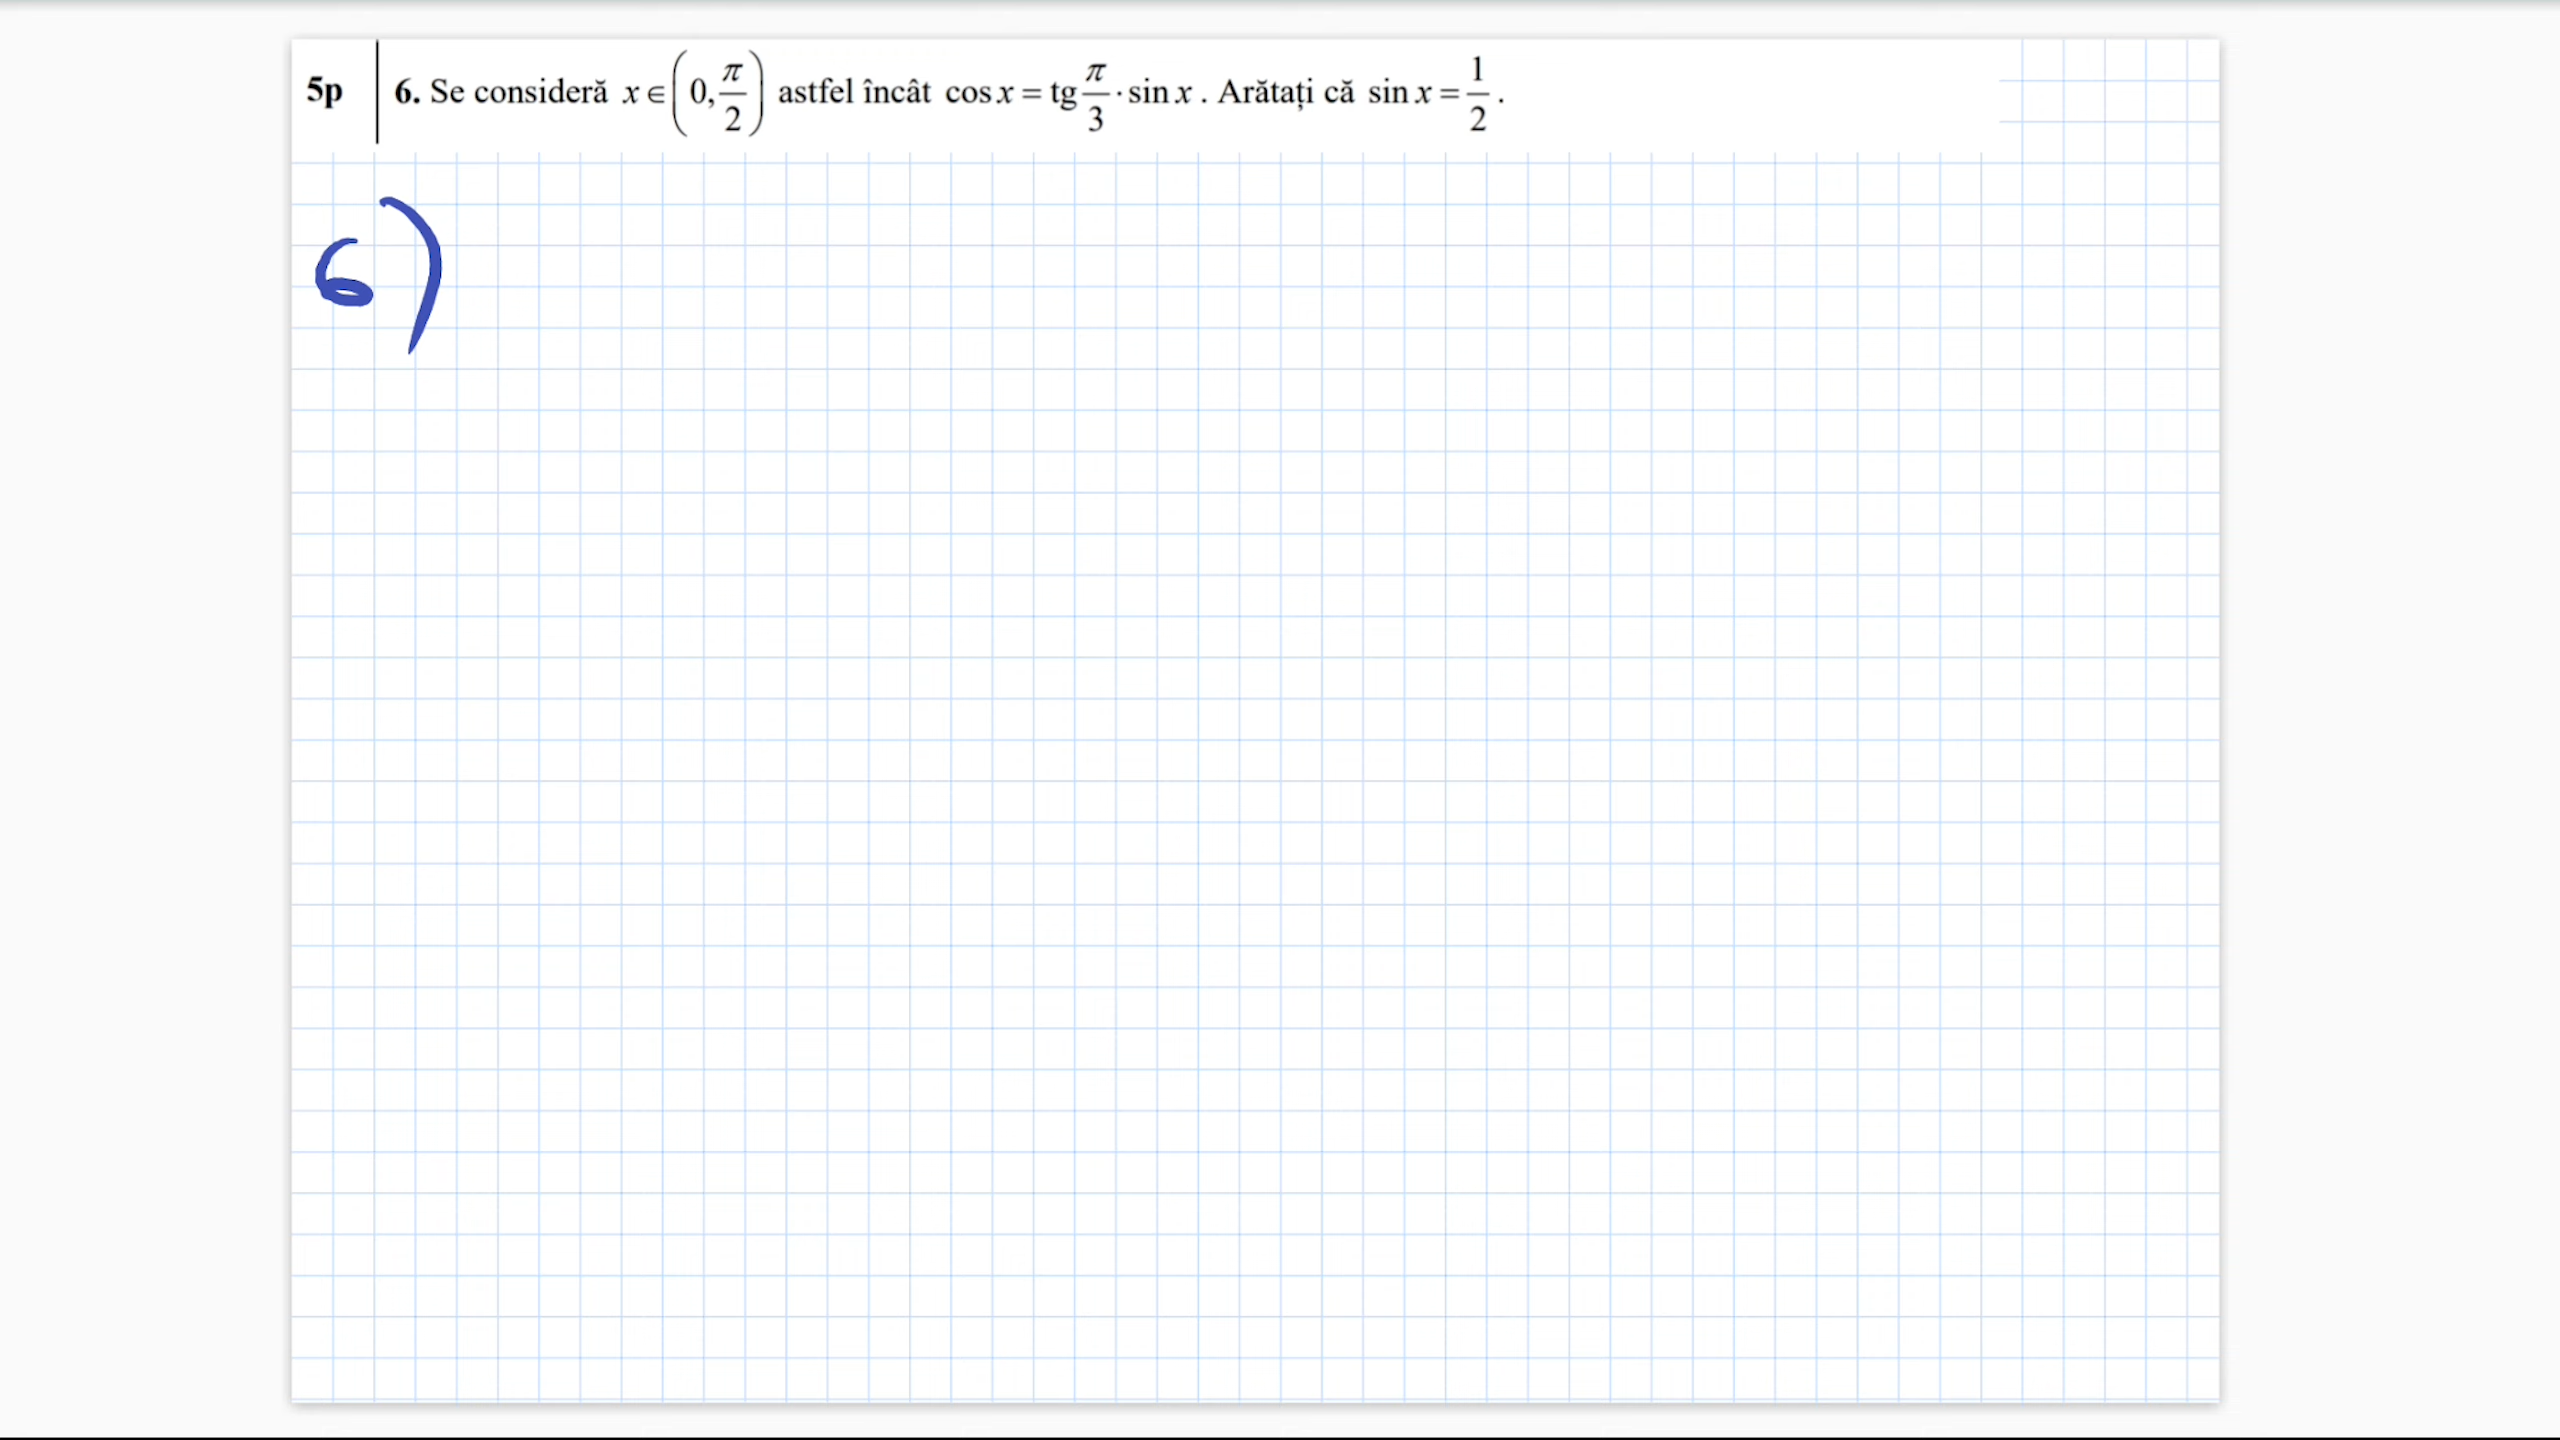 5p 6. Se consideră x ∈ (0, π/2) astfel încât cos x = tg π/3 · sin x . Arătați că sin x = 1/2 .
6)